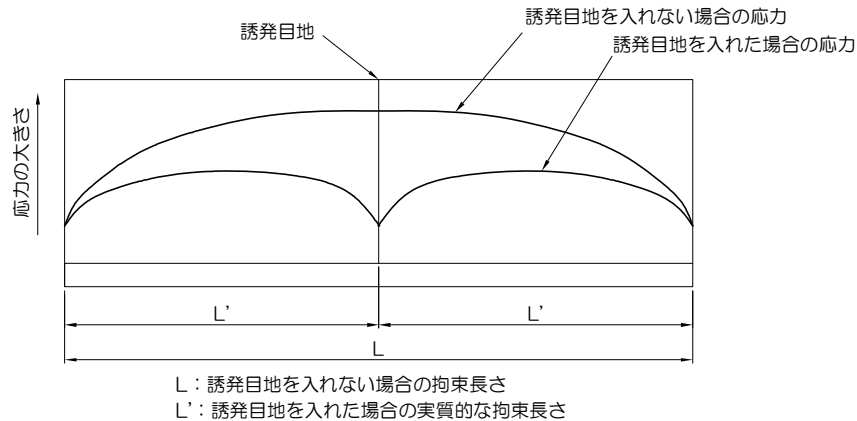 誘発目地を入れない場合の応力
誘発目地
誘発目地を入れた場合の応力
応力の大きさ
L'
L'
L
L：誘発目地を入れない場合の拘束長さ
L'：誘発目地を入れた場合の実質的な拘束長さ